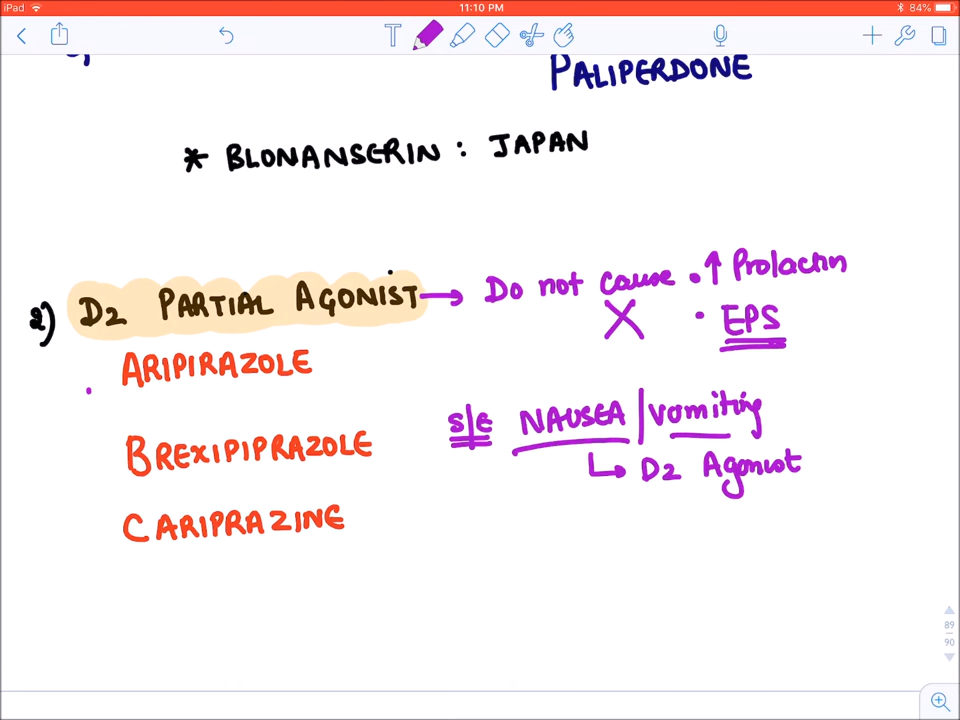 iPad 11:10 PM 84%
T
PALIPERDONE
* BLONANSERIN : JAPAN
2) D2 PARTIAL AGONIST → Do not cause • ↑ Prolactin
X • EPS
ARIPIRAZOLE
S/E NAUSEA / Vomiting
↳ D2 Agonist
BREXIPIPRAZOLE
CARIPRAZINE
89
90